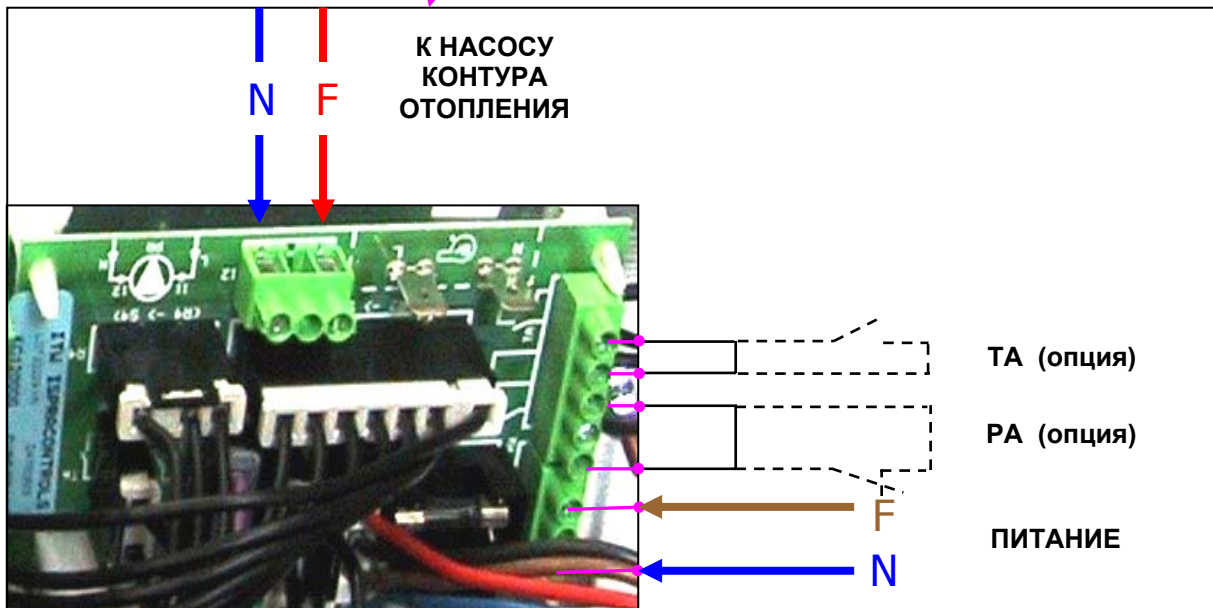 К НАСОСУ
КОНТУРА
ОТОПЛЕНИЯ
N F
TA (опция)
PA (опция)
F
ПИТАНИЕ
N